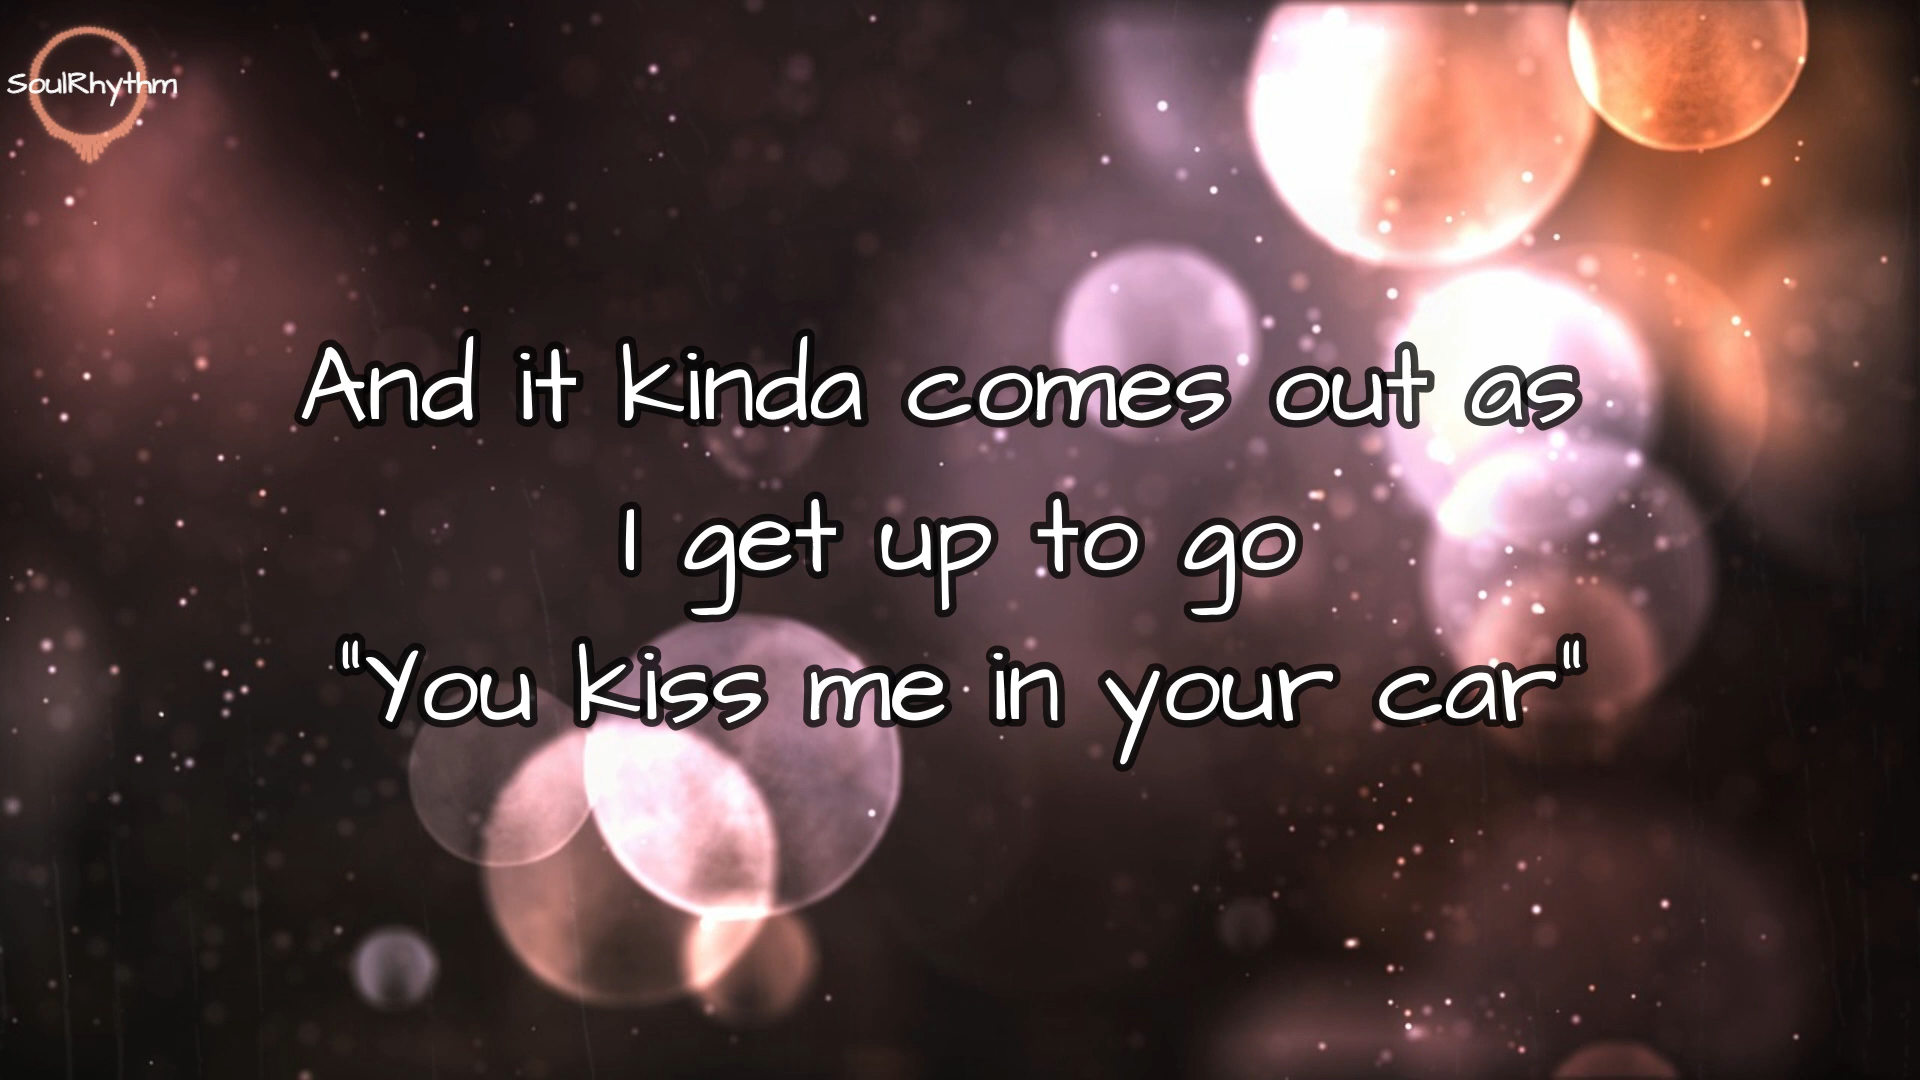 SoulRhythm
And it kinda comes out as
I get up to go
"You kiss me in your car"